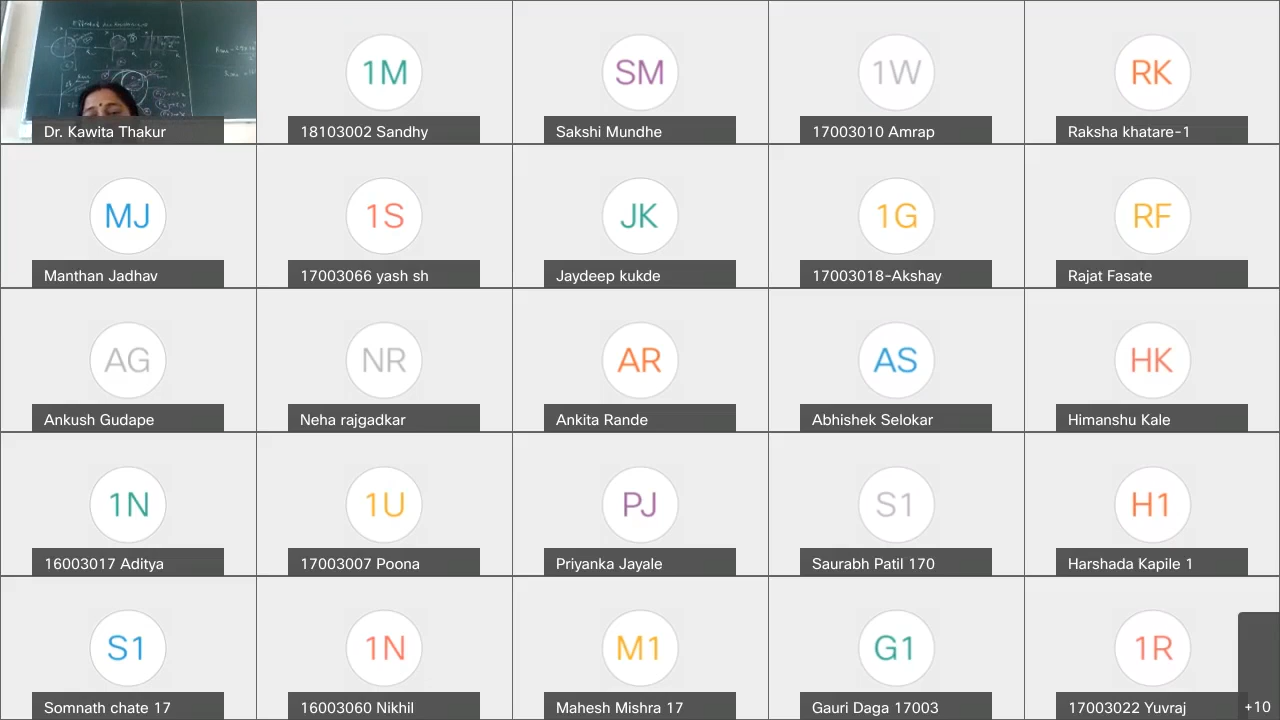 1M
SM
1W
RK
Dr. Kawita Thakur
18103002 Sandhy
Sakshi Mundhe
17003010 Amrap
Raksha khatare-1
MJ
1S
JK
1G
RF
Manthan Jadhav
17003066 yash sh
Jaydeep kukde
17003018-Akshay
Rajat Fasate
AG
NR
AR
AS
HK
Ankush Gudape
Neha rajgadkar
Ankita Rande
Abhishek Selokar
Himanshu Kale
1N
1U
PJ
S1
H1
16003017 Aditya
17003007 Poona
Priyanka Jayale
Saurabh Patil 170
Harshada Kapile 1
S1
1N
M1
G1
1R
Somnath chate 17
16003060 Nikhil
Mahesh Mishra 17
Gauri Daga 17003
17003022 Yuvraj
+10